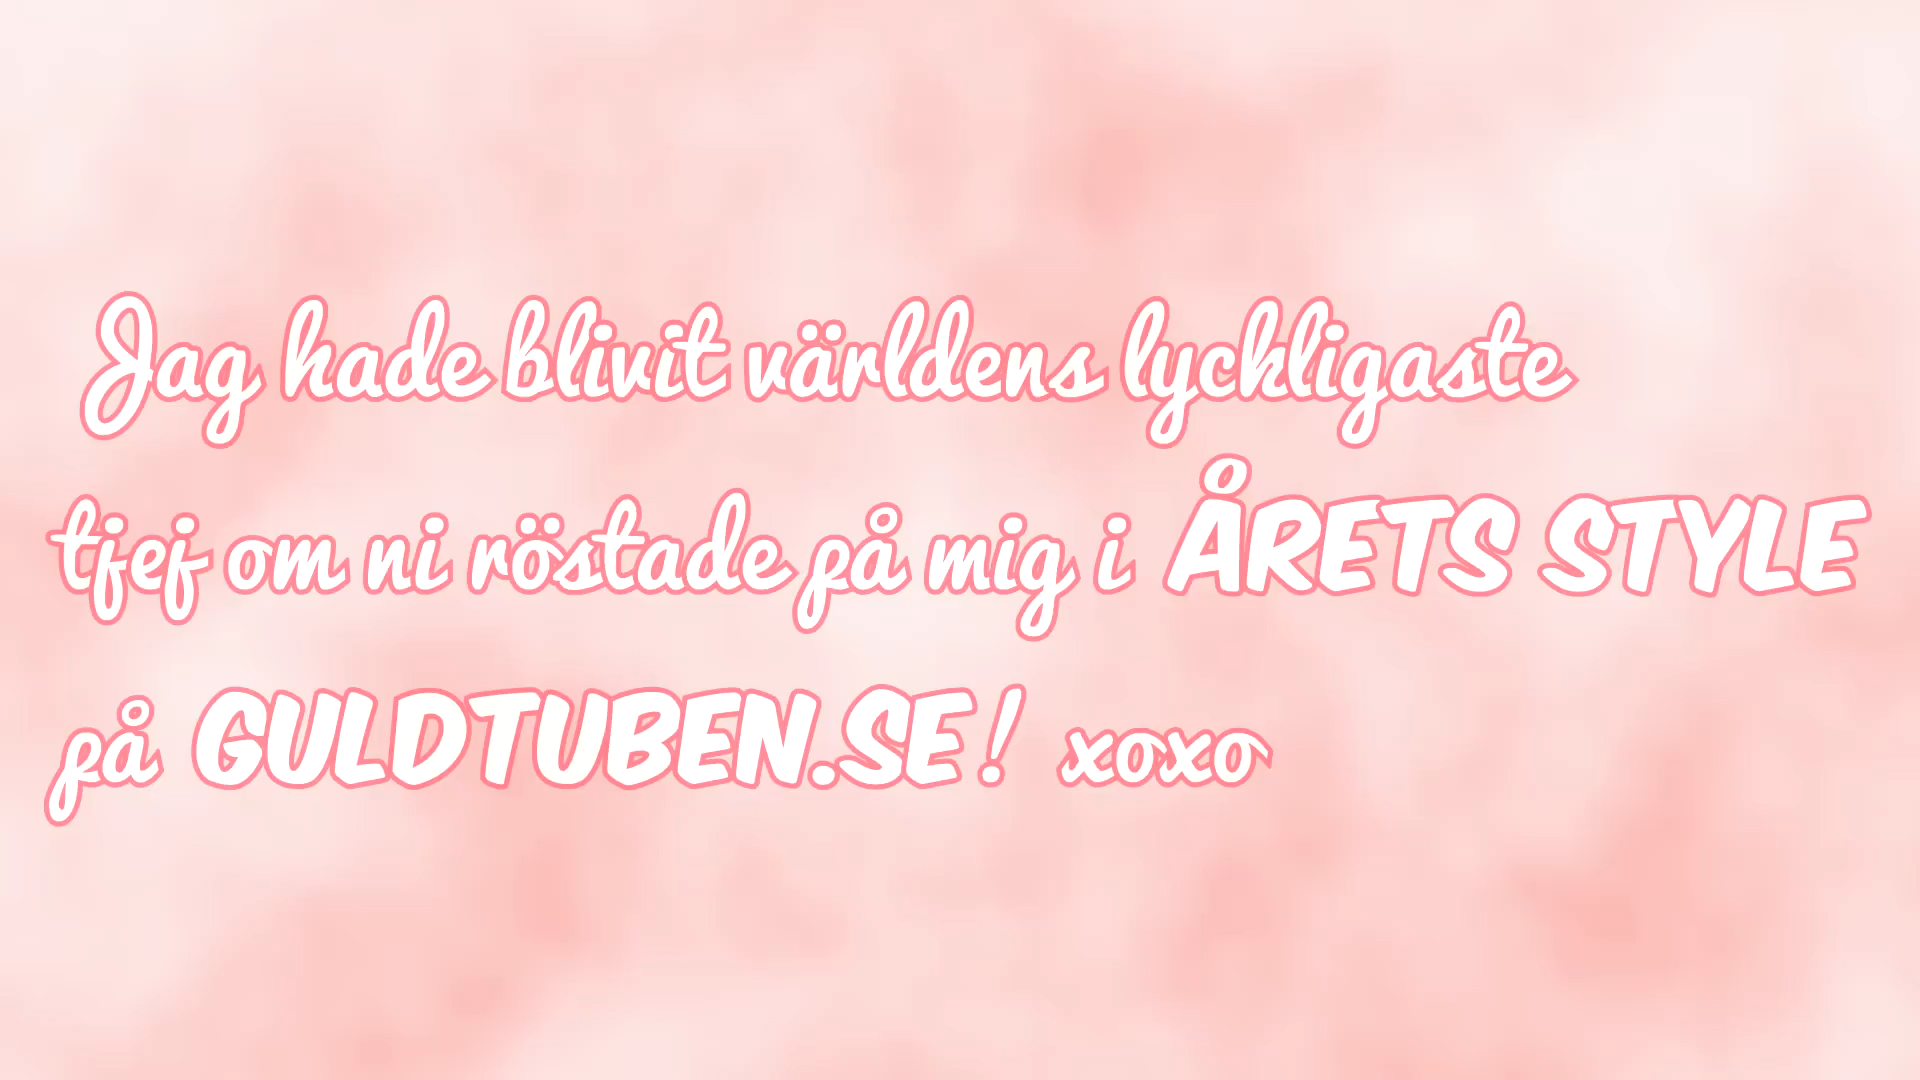 Jag hade blivit världens lyckligaste
tjej om ni röstade på mig i ÅRETS STYLE
på GULDTUBEN.SE! xoxo